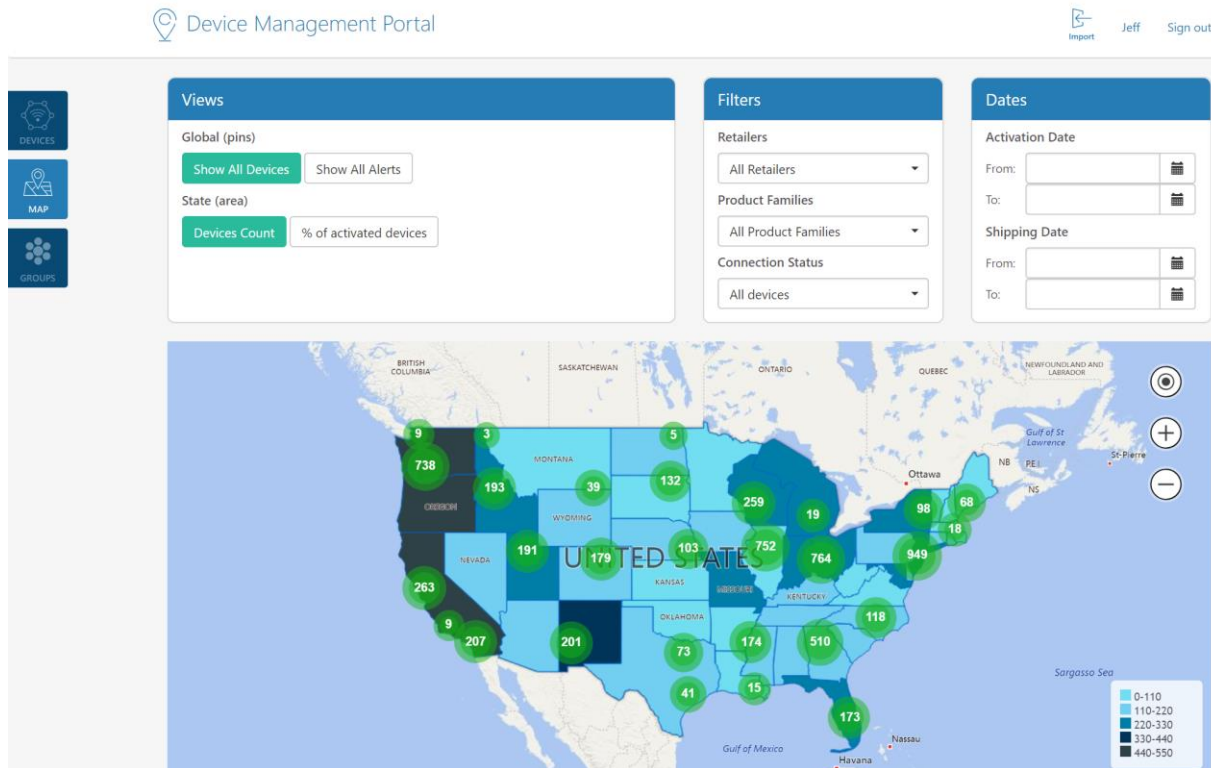 Device Management Portal
Import
Jeff
Sign out
DEVICES
MAP
GROUPS
Views
Global (pins)
Show All Devices
Show All Alerts
State (area)
Devices Count
% of activated devices
Filters
Retailers
All Retailers
Product Families
All Product Families
Connection Status
All devices
Dates
Activation Date
From:
To:
Shipping Date
From:
To:
BRITISH
COLUMBIA
SASKATCHEWAN
ONTARIO
QUEBEC
NEWFOUNDLAND AND
LABRADOR
Gulf of St
Lawrence
St-Pierre
NB
PEI
NS
Ottawa
9
3
5
738
MONTANA
193
39
132
259
19
98
68
18
OREGON
WYOMING
NEVADA
191
UNITED STATES
179
103
752
764
949
263
KANSAS
MISSOURI
KENTUCKY
9
207
201
OKLAHOMA
73
174
510
118
41
15
173
Sargasso Sea
Gulf of Mexico
Nassau
Havana
0-110
110-220
220-330
330-440
440-550